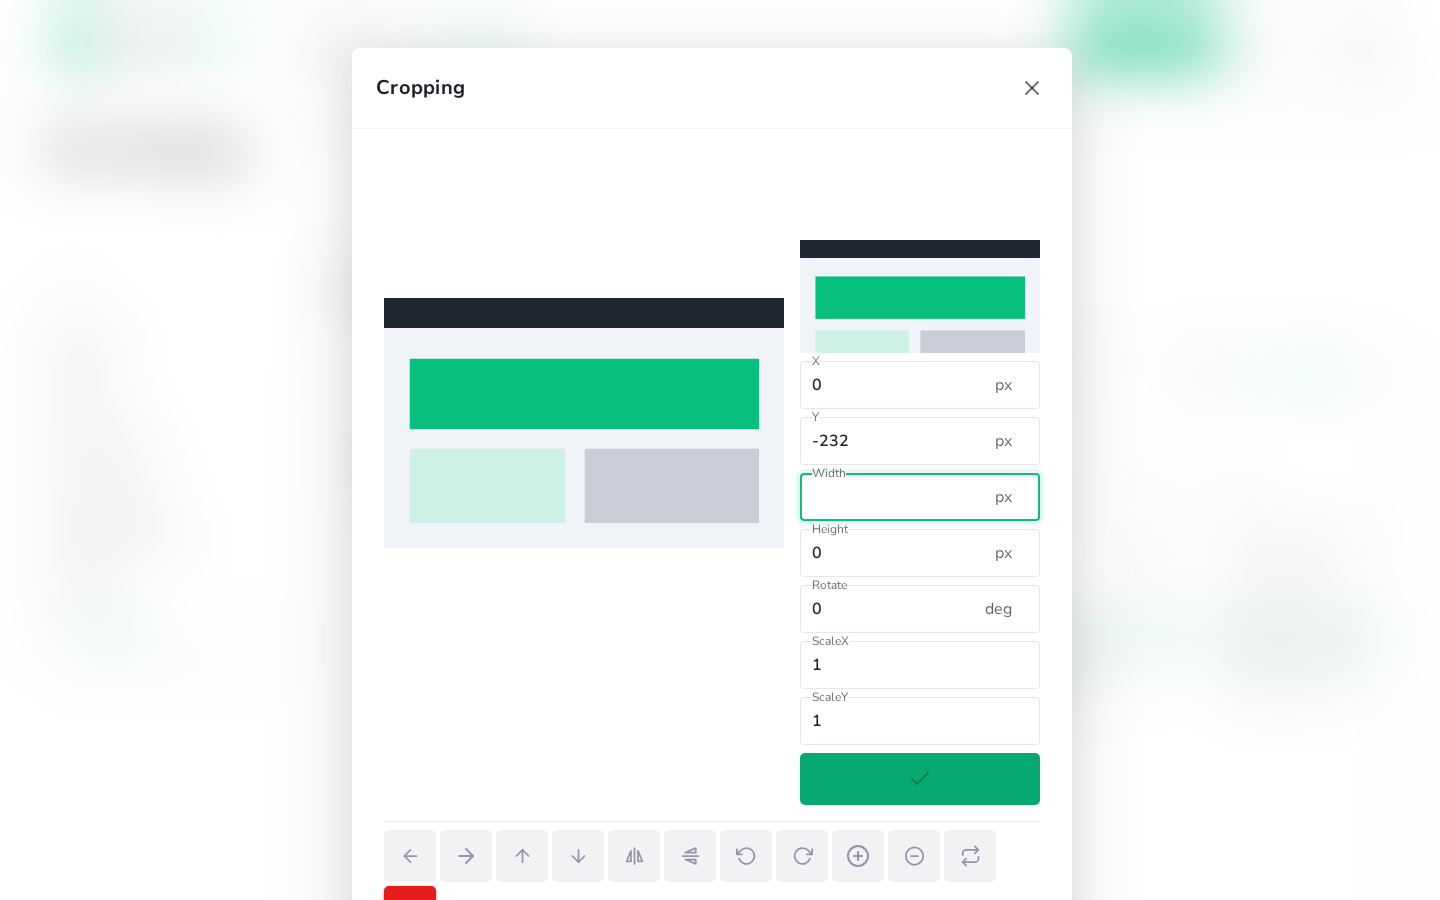 Cropping
X
0 px
Y
-232 px
Width
px
Height
0 px
Rotate
0 deg
ScaleX
1
ScaleY
1